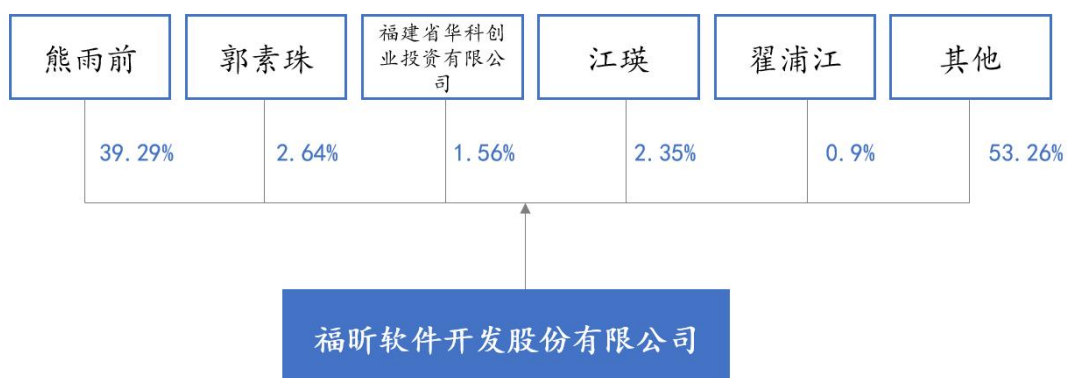 熊雨前
郭素珠
福建省华科创
业投资有限公
司
江瑛
翟浦江
其他
39.29%
2.64%
1.56%
2.35%
0.9%
53.26%
福昕软件开发股份有限公司